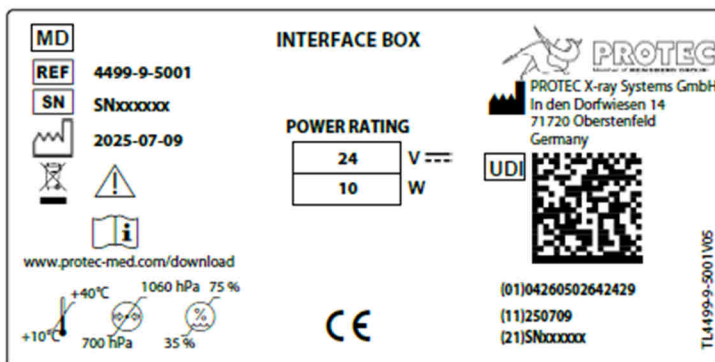 MD
INTERFACE BOX
PROTEC
REF 4499-9-5001
SN SNxxxxxx
2025-07-09
PROTEC X-ray Systems GmbH
In den Dorfwiesen 14
71720 Oberstenfeld
Germany
POWER RATING
24 V
10 W
UDI
i
www.protec-med.com/download
+40°C
+10°C
1060 hPa
700 hPa
75 %
%
35 %
CE
(01)04260502642429
(11)250709
(21)SNxxxxxx
TL4499-9-5001V05